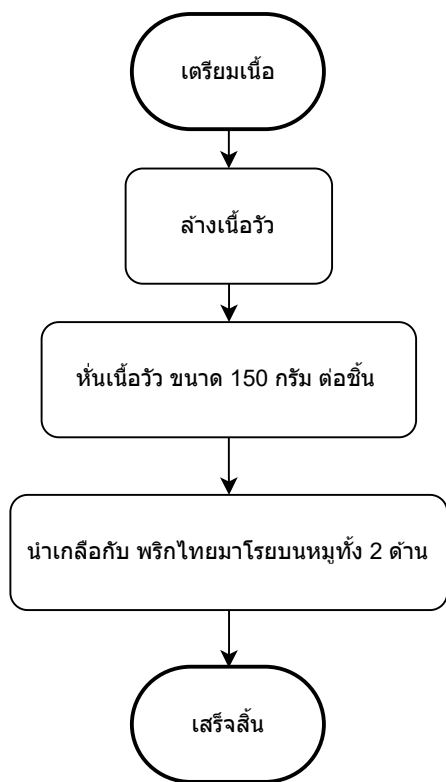 เตรียมเนื้อ
ล้างเนื้อวัว
หั่นเนื้อวัว ขนาด 150 กรัม ต่อชิ้น
นำเกลือกับ พริกไทยมาโรยบนหมูทั้ง 2 ด้าน
เสร็จสิ้น